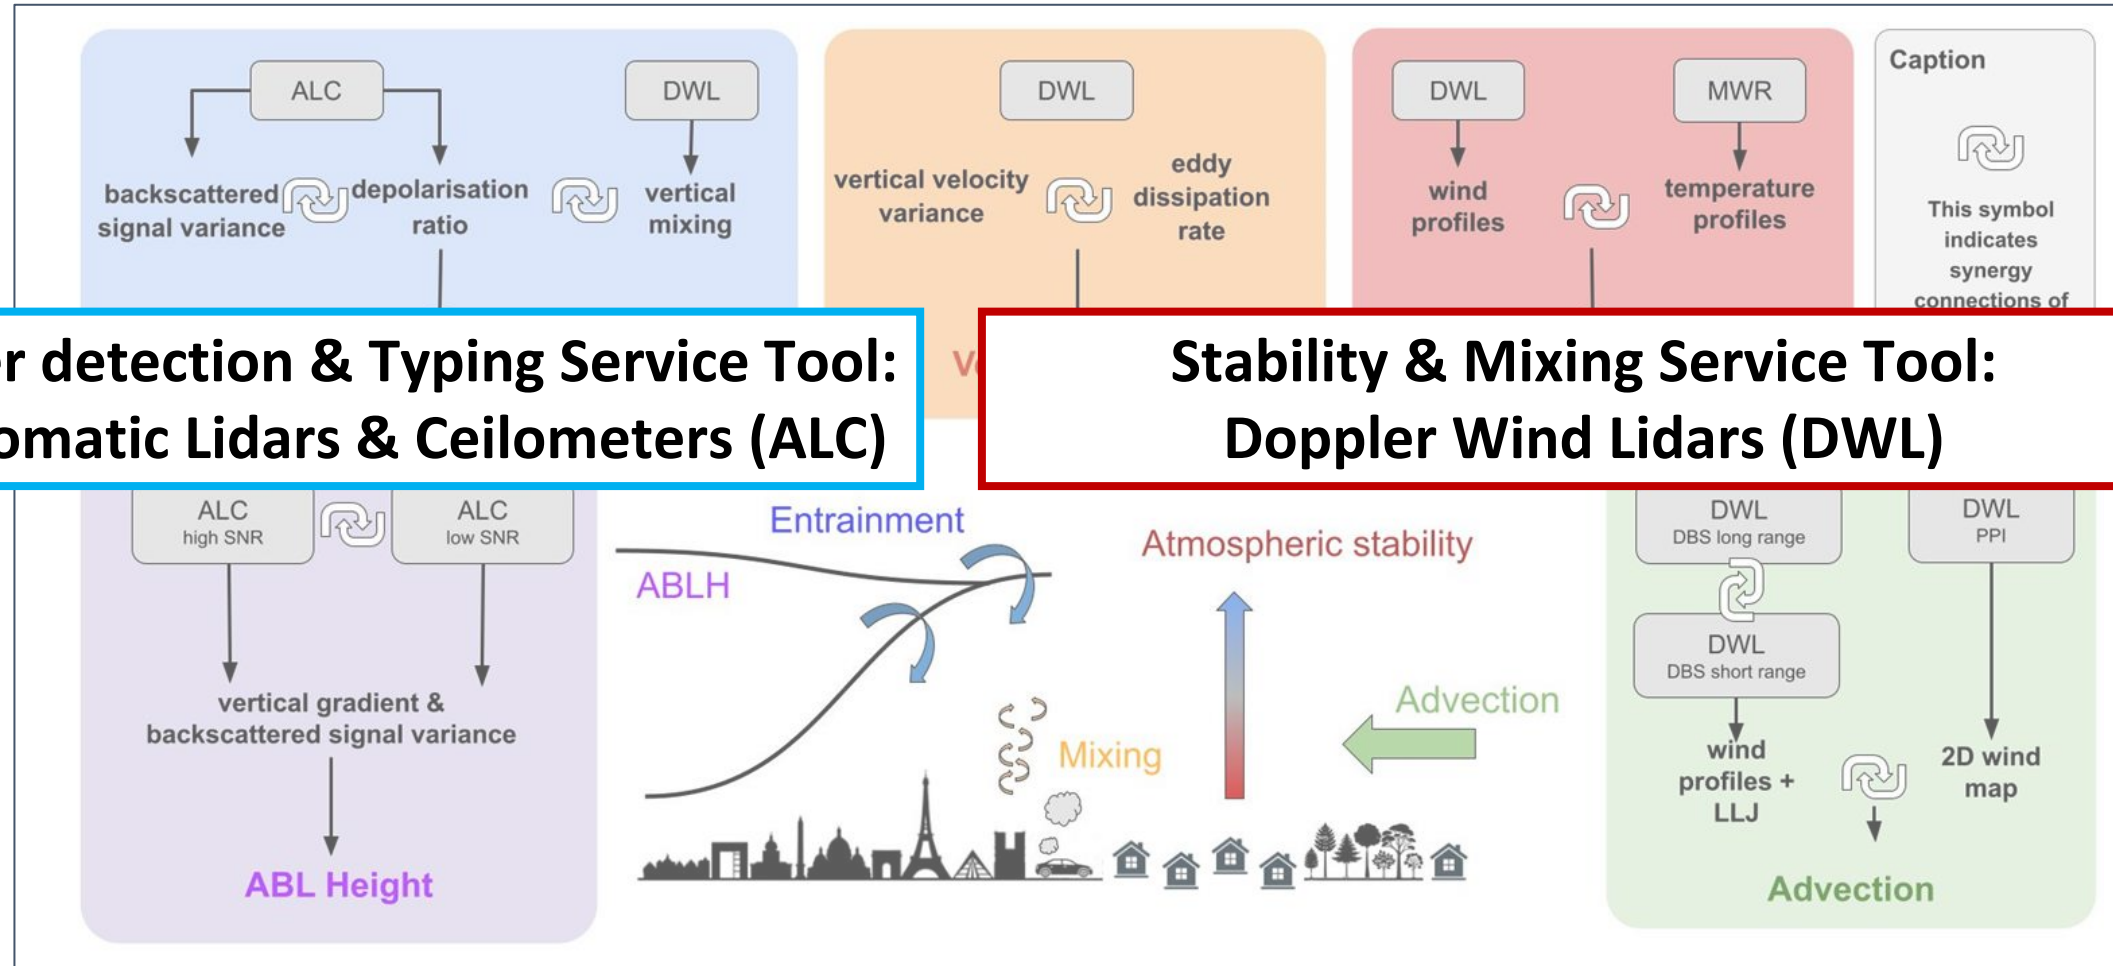 ALC
backscattered
signal variance
depolarisation
ratio
DWL
vertical
mixing
DWL
vertical velocity
variance
eddy
dissipation
rate
DWL
wind
profiles
MWR
temperature
profiles
Caption
This symbol
indicates
synergy
connections of
detection & Typing Service Tool:
Lidars & Ceilometers (ALC)
Stability & Mixing Service Tool:
Doppler Wind Lidars (DWL)
ALC
high SNR
ALC
low SNR
vertical gradient &
backscattered signal variance
ABL Height
Entrainment
ABLH
Atmospheric stability
Advection
Mixing
DWL
DBS long range
DWL
DBS short range
wind
profiles +
LLJ
DWL
PPI
2D wind
map
Advection